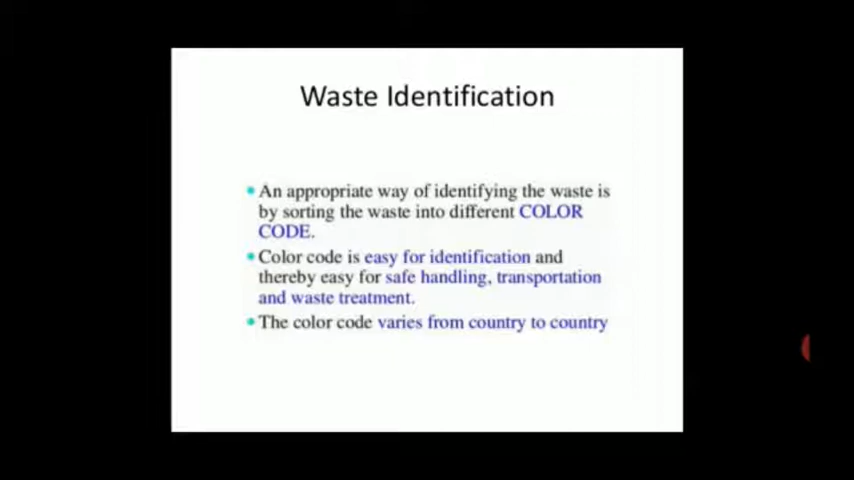 Waste Identification
• An appropriate way of identifying the waste is
by sorting the waste into different COLOR
CODE.
• Color code is easy for identification and
thereby easy for safe handling, transportation
and waste treatment.
• The color code varies from country to country